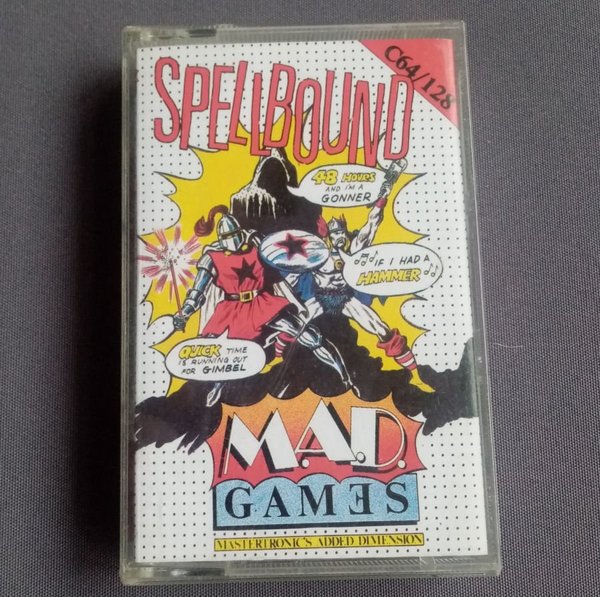 C64/128
SPELLBOUND
48 HOURS
AND I'M A
GONNER
IF I HAD A
HAMMER
QUICK TIME
IS RUNNING OUT
FOR GIMBEL
M.A.D.
GAMES
MASTERTRONIC'S ADDED DIMENSION